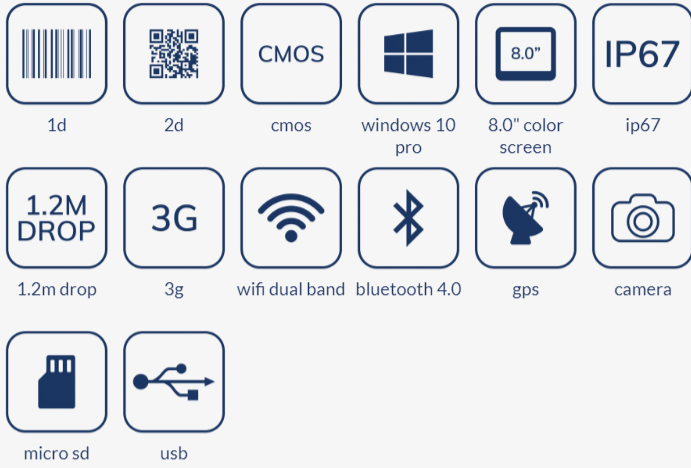 CMOS
8.0”
IP67
1d
2d
cmos
windows 10
pro
8.0" color
screen
ip67
1.2M
DROP
3G
1.2m drop
3g
wifi dual band
bluetooth 4.0
gps
camera
micro sd
usb